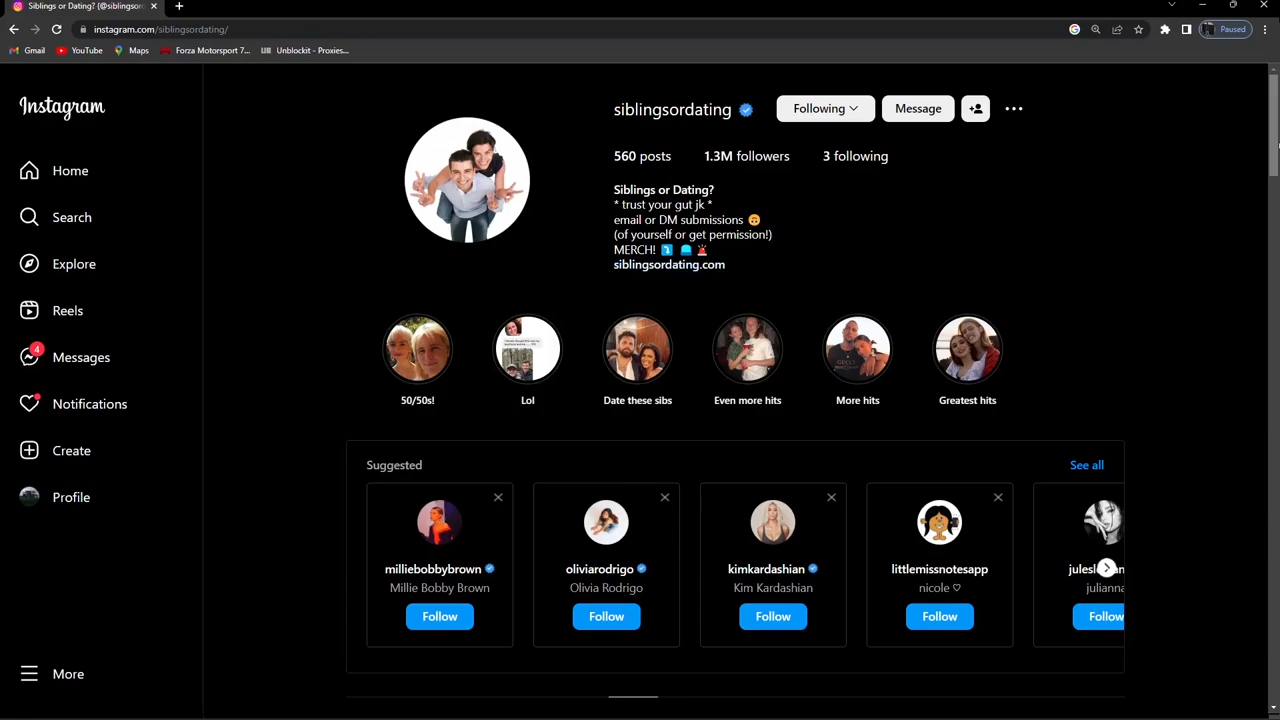 Siblings or Dating? (@siblingsor
instagram.com/siblingsordating/
Paused
Gmail
YouTube
Maps
Forza Motorsport 7...
Unblockit - Proxies...
Instagram
Home
Search
Explore
Reels
4
Messages
Notifications
Create
Profile
More
siblingsordating
Following
Message
560 posts
1.3M followers
3 following
Siblings or Dating?
* trust your gut jk *
email or DM submissions 🙃
(of yourself or get permission!)
MERCH! ⤵️ 🧢 🚨
siblingsordating.com
50/50s!
Lol
Date these sibs
Even more hits
More hits
Greatest hits
Suggested
See all
milliebobbybrown
Millie Bobby Brown
Follow
oliviarodrigo
Olivia Rodrigo
Follow
kimkardashian
Kim Kardashian
Follow
littlemissnotesapp
nicole ♡
Follow
julianna
Follow